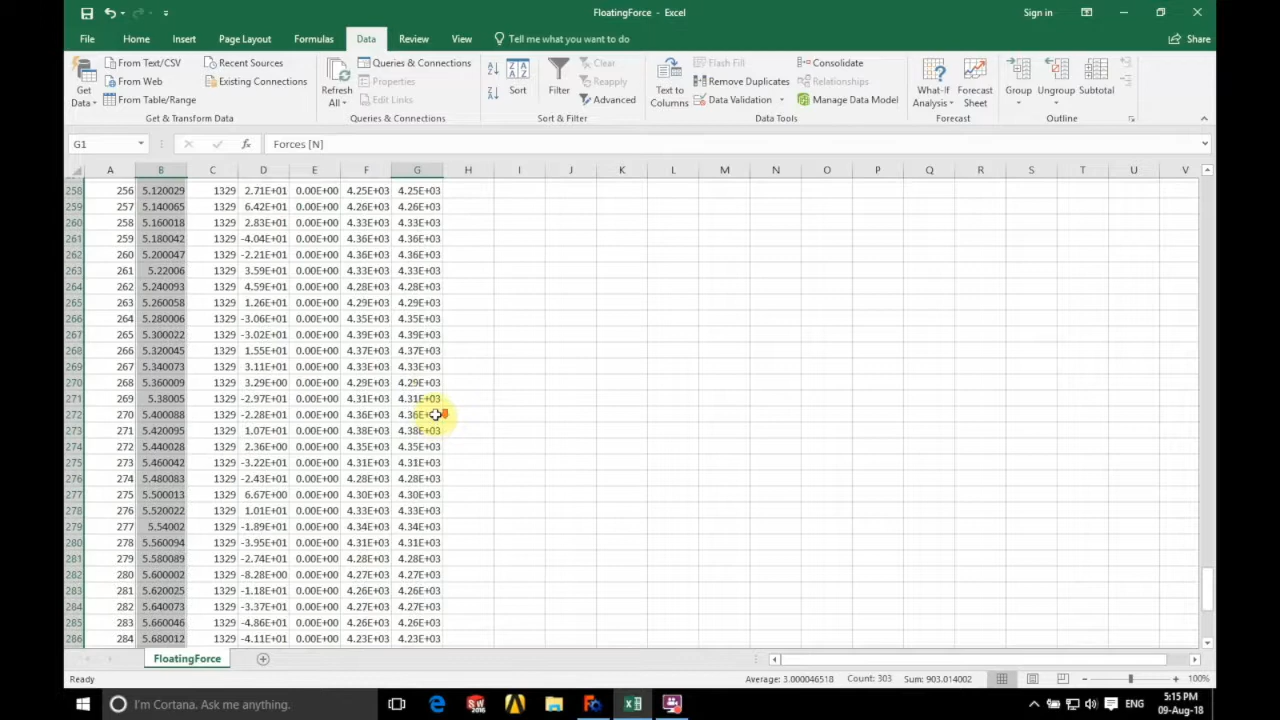 FloatingForce - Excel
Sign in
File Home Insert Page Layout Formulas Data Review View Tell me what you want to do Share
From Text/CSV Recent Sources Queries & Connections Clear Flash Fill Consolidate
From Web Existing Connections Properties Reapply Remove Duplicates Relationships
From Table/Range Edit Links Advanced Data Validation Manage Data Model
Get Data Refresh All Sort Filter Text to Columns What-If Analysis Forecast Sheet Group Ungroup Subtotal
Get & Transform Data Queries & Connections Sort & Filter Data Tools Forecast Outline
G1 fx Forces [N]
A B C D E F G H I J K L M N O P Q R S T U V
258 256 5.120029 1329 2.71E+01 0.00E+00 4.25E+03 4.25E+03
259 257 5.140065 1329 6.42E+01 0.00E+00 4.26E+03 4.26E+03
260 258 5.160018 1329 2.83E+01 0.00E+00 4.33E+03 4.33E+03
261 259 5.180042 1329 -4.04E+01 0.00E+00 4.36E+03 4.36E+03
262 260 5.200047 1329 -2.21E+01 0.00E+00 4.36E+03 4.36E+03
263 261 5.22006 1329 3.59E+01 0.00E+00 4.33E+03 4.33E+03
264 262 5.240093 1329 4.59E+01 0.00E+00 4.28E+03 4.28E+03
265 263 5.260058 1329 1.26E+01 0.00E+00 4.29E+03 4.29E+03
266 264 5.280006 1329 -3.06E+01 0.00E+00 4.35E+03 4.35E+03
267 265 5.300022 1329 -3.02E+01 0.00E+00 4.39E+03 4.39E+03
268 266 5.320045 1329 1.55E+01 0.00E+00 4.37E+03 4.37E+03
269 267 5.340073 1329 3.11E+01 0.00E+00 4.33E+03 4.33E+03
270 268 5.360009 1329 3.29E+00 0.00E+00 4.29E+03 4.29E+03
271 269 5.38005 1329 -2.97E+01 0.00E+00 4.31E+03 4.31E+03
272 270 5.400088 1329 -2.28E+01 0.00E+00 4.36E+03
273 271 5.420095 1329 1.07E+01 0.00E+00 4.38E+03 4.38E+03
274 272 5.440028 1329 2.36E+00 0.00E+00 4.35E+03 4.35E+03
275 273 5.460042 1329 -3.22E+01 0.00E+00 4.31E+03 4.31E+03
276 274 5.480083 1329 -2.43E+01 0.00E+00 4.28E+03 4.28E+03
277 275 5.500013 1329 6.67E+00 0.00E+00 4.30E+03 4.30E+03
278 276 5.520022 1329 1.01E+01 0.00E+00 4.33E+03 4.33E+03
279 277 5.54002 1329 -1.89E+01 0.00E+00 4.34E+03 4.34E+03
280 278 5.560094 1329 -3.95E+01 0.00E+00 4.31E+03 4.31E+03
281 279 5.580089 1329 -2.74E+01 0.00E+00 4.28E+03 4.28E+03
282 280 5.600002 1329 -8.28E+00 0.00E+00 4.27E+03 4.27E+03
283 281 5.620025 1329 -1.18E+01 0.00E+00 4.26E+03 4.26E+03
284 282 5.640073 1329 -3.37E+01 0.00E+00 4.27E+03 4.27E+03
285 283 5.660046 1329 -4.86E+01 0.00E+00 4.26E+03 4.26E+03
286 284 5.680012 1329 -4.11E+01 0.00E+00 4.23E+03 4.23E+03
FloatingForce
Ready Average: 3.000046518 Count: 303 Sum: 903.014002 100%
I'm Cortana. Ask me anything. ENG 5:15 PM
09-Aug-18